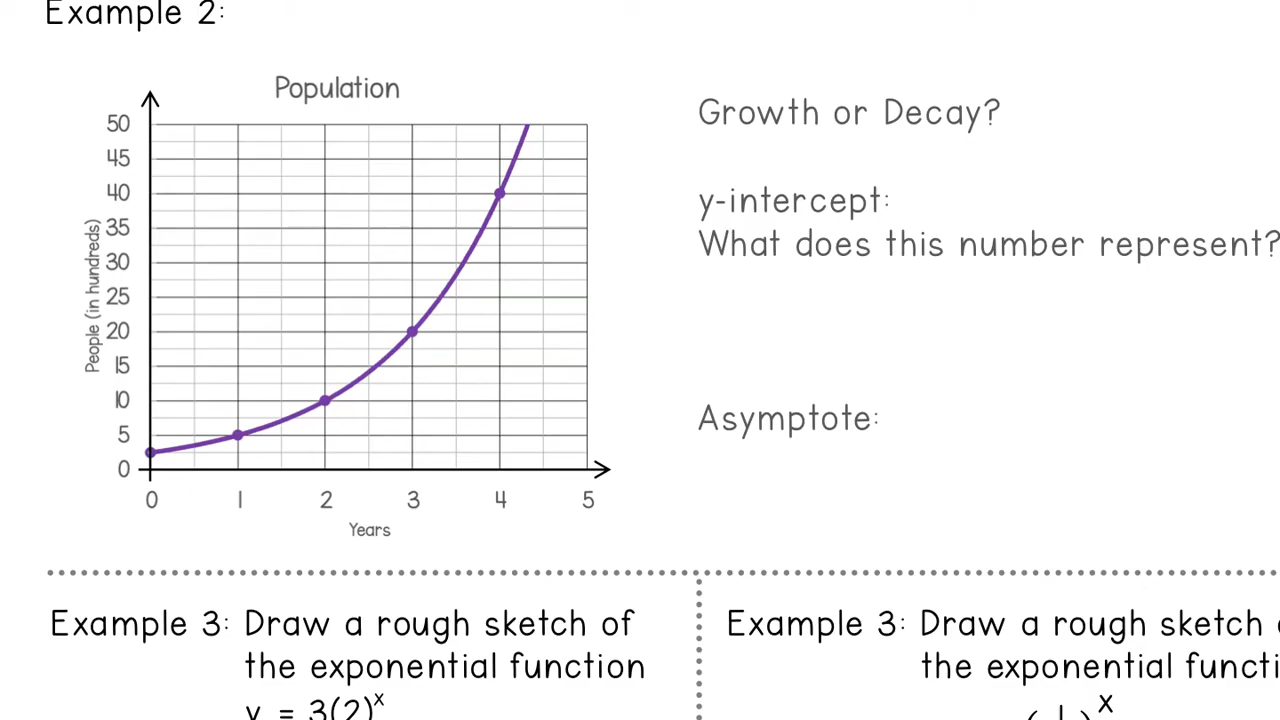 Example 2:
Population
Growth or Decay?
50
45
40
35
30
25
20
15
10
5
0
People (in hundreds)
y-intercept:
What does this number represent?
Asymptote:
0 1 2 3 4 5
Years
Example 3: Draw a rough sketch of
the exponential function
y = 3(2)ˣ
Example 3: Draw a rough sketch
the exponential